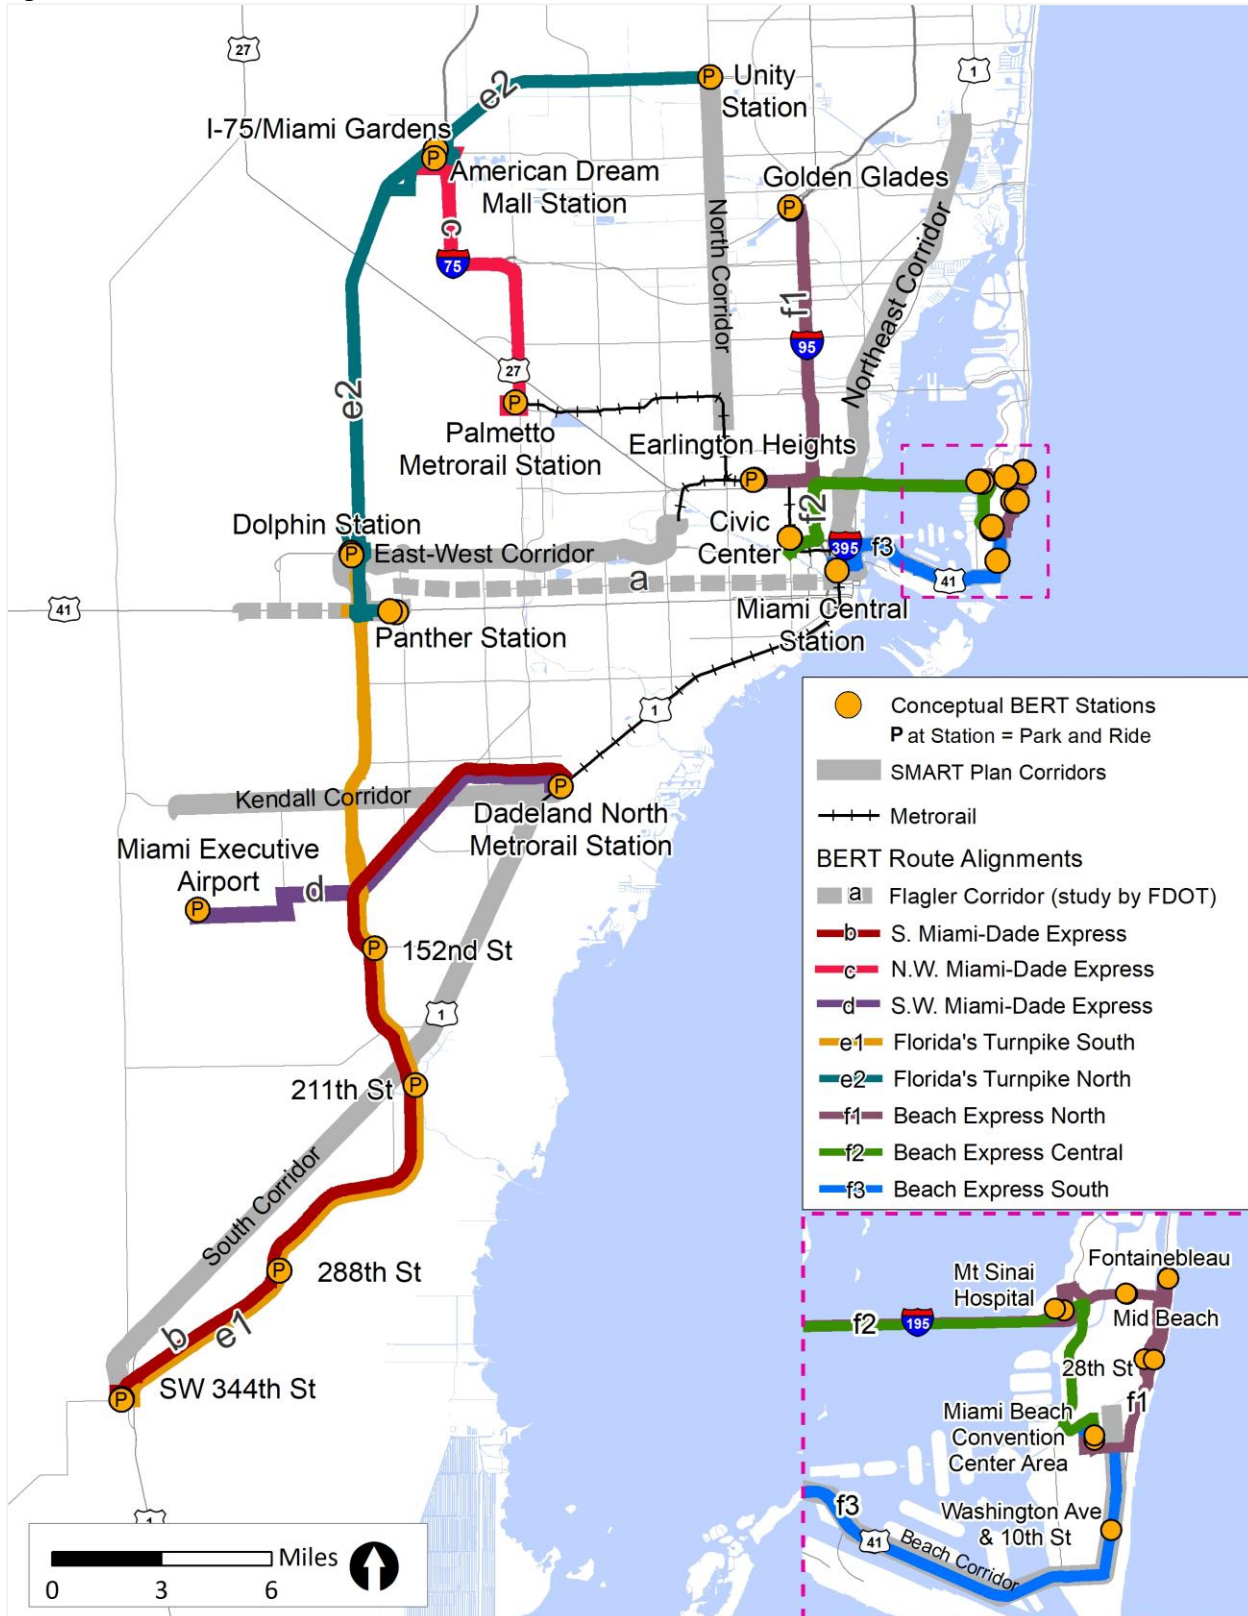 27
1
e2
Unity
Station
I-75/Miami Gardens
American Dream
Mall Station
Golden Glades
c
75
North Corridor
f1
95
Northeast Corridor
27
e2
Palmetto
Metrorail Station
Earlington Heights
f2
Civic
Center
395
f3
41
Dolphin Station
East-West Corridor
a
41
Panther Station
Miami Central
Station
1
Kendall Corridor
Dadeland North
Metrorail Station
Miami Executive
Airport
d
152nd St
1
211th St
South Corridor
288th St
b
e1
SW 344th St
1
Miles
0 3 6
Conceptual BERT Stations
P at Station = Park and Ride
SMART Plan Corridors
Metrorail
BERT Route Alignments
a Flagler Corridor (study by FDOT)
b S. Miami-Dade Express
c N.W. Miami-Dade Express
d S.W. Miami-Dade Express
e1 Florida's Turnpike South
e2 Florida's Turnpike North
f1 Beach Express North
f2 Beach Express Central
f3 Beach Express South
Fontainebleau
Mt Sinai
Hospital
f2
195
Mid Beach
28th St
f1
Miami Beach
Convention
Center Area
f3
Washington Ave
& 10th St
41
Beach Corridor
P
P
P
P
P
P
P
P
P
P
P
P